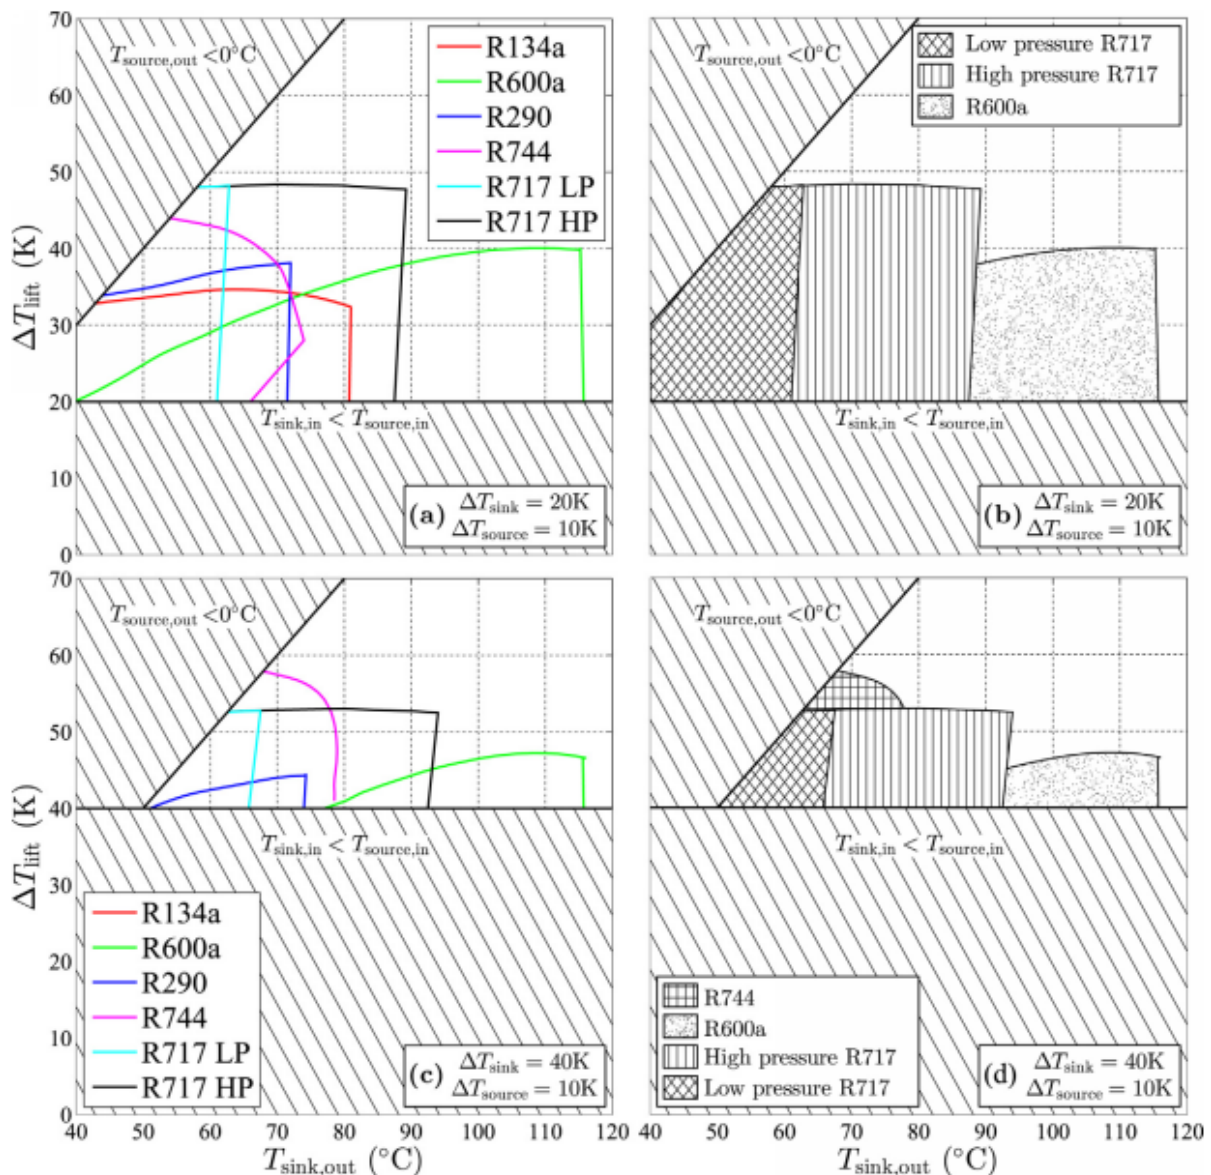 70
60
50
40
30
20
10
0
ΔT_lift (K)
T_source,out <0°C
R134a
R600a
R290
R744
R717 LP
R717 HP
T_sink,in < T_source,in
(a) ΔT_sink = 20K
ΔT_source = 10K
T_source,out <0°C
Low pressure R717
High pressure R717
R600a
T_sink,in < T_source,in
(b) ΔT_sink = 20K
ΔT_source = 10K
70
60
50
40
30
20
10
0
ΔT_lift (K)
T_source,out <0°C
T_sink,in < T_source,in
R134a
R600a
R290
R744
R717 LP
R717 HP
(c) ΔT_sink = 40K
ΔT_source = 10K
40 50 60 70 80 90 100 110 120
T_sink,out (°C)
T_source,out <0°C
T_sink,in < T_source,in
R744
R600a
High pressure R717
Low pressure R717
(d) ΔT_sink = 40K
ΔT_source = 10K
40 50 60 70 80 90 100 110 120
T_sink,out (°C)